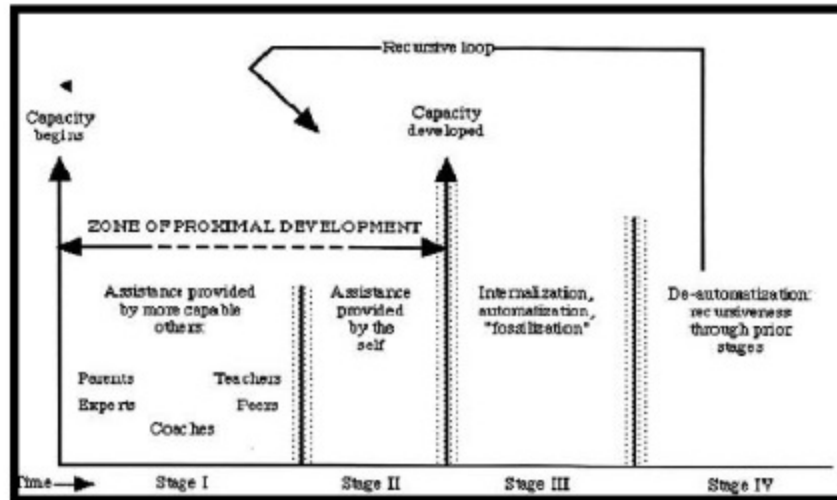 Recursive loop
Capacity
begins
Capacity
developed
ZONE OF PROXIMAL DEVELOPMENT
Assistance provided
by more capable
others:
Parents Teachers
Experts Peers
Coaches
Assistance
provided
by the
self
Internalization,
automatization,
"fossilization"
De-automatization:
recursiveness
through prior
stages
Time
Stage I
Stage II
Stage III
Stage IV